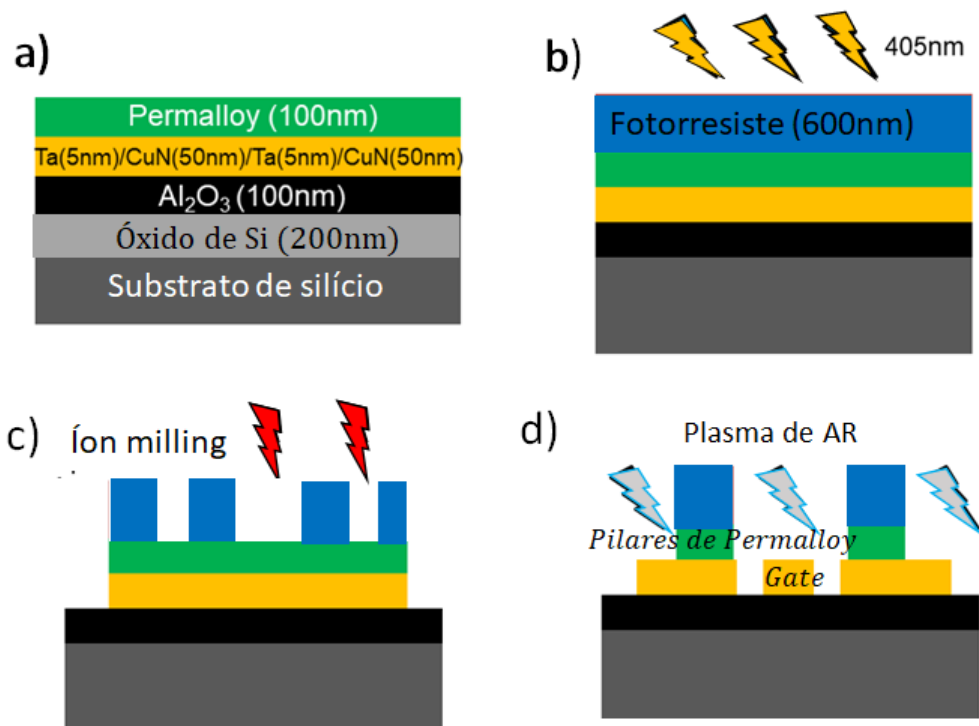 a)
Permalloy (100nm)
Ta(5nm)/CuN(50nm)/Ta(5nm)/CuN(50nm)
Al₂O₃ (100nm)
Óxido de Si (200nm)
Substrato de silício
b)
405nm
Fotorresiste (600nm)
c)
Íon milling
d)
Plasma de AR
Pilares de Permalloy
Gate